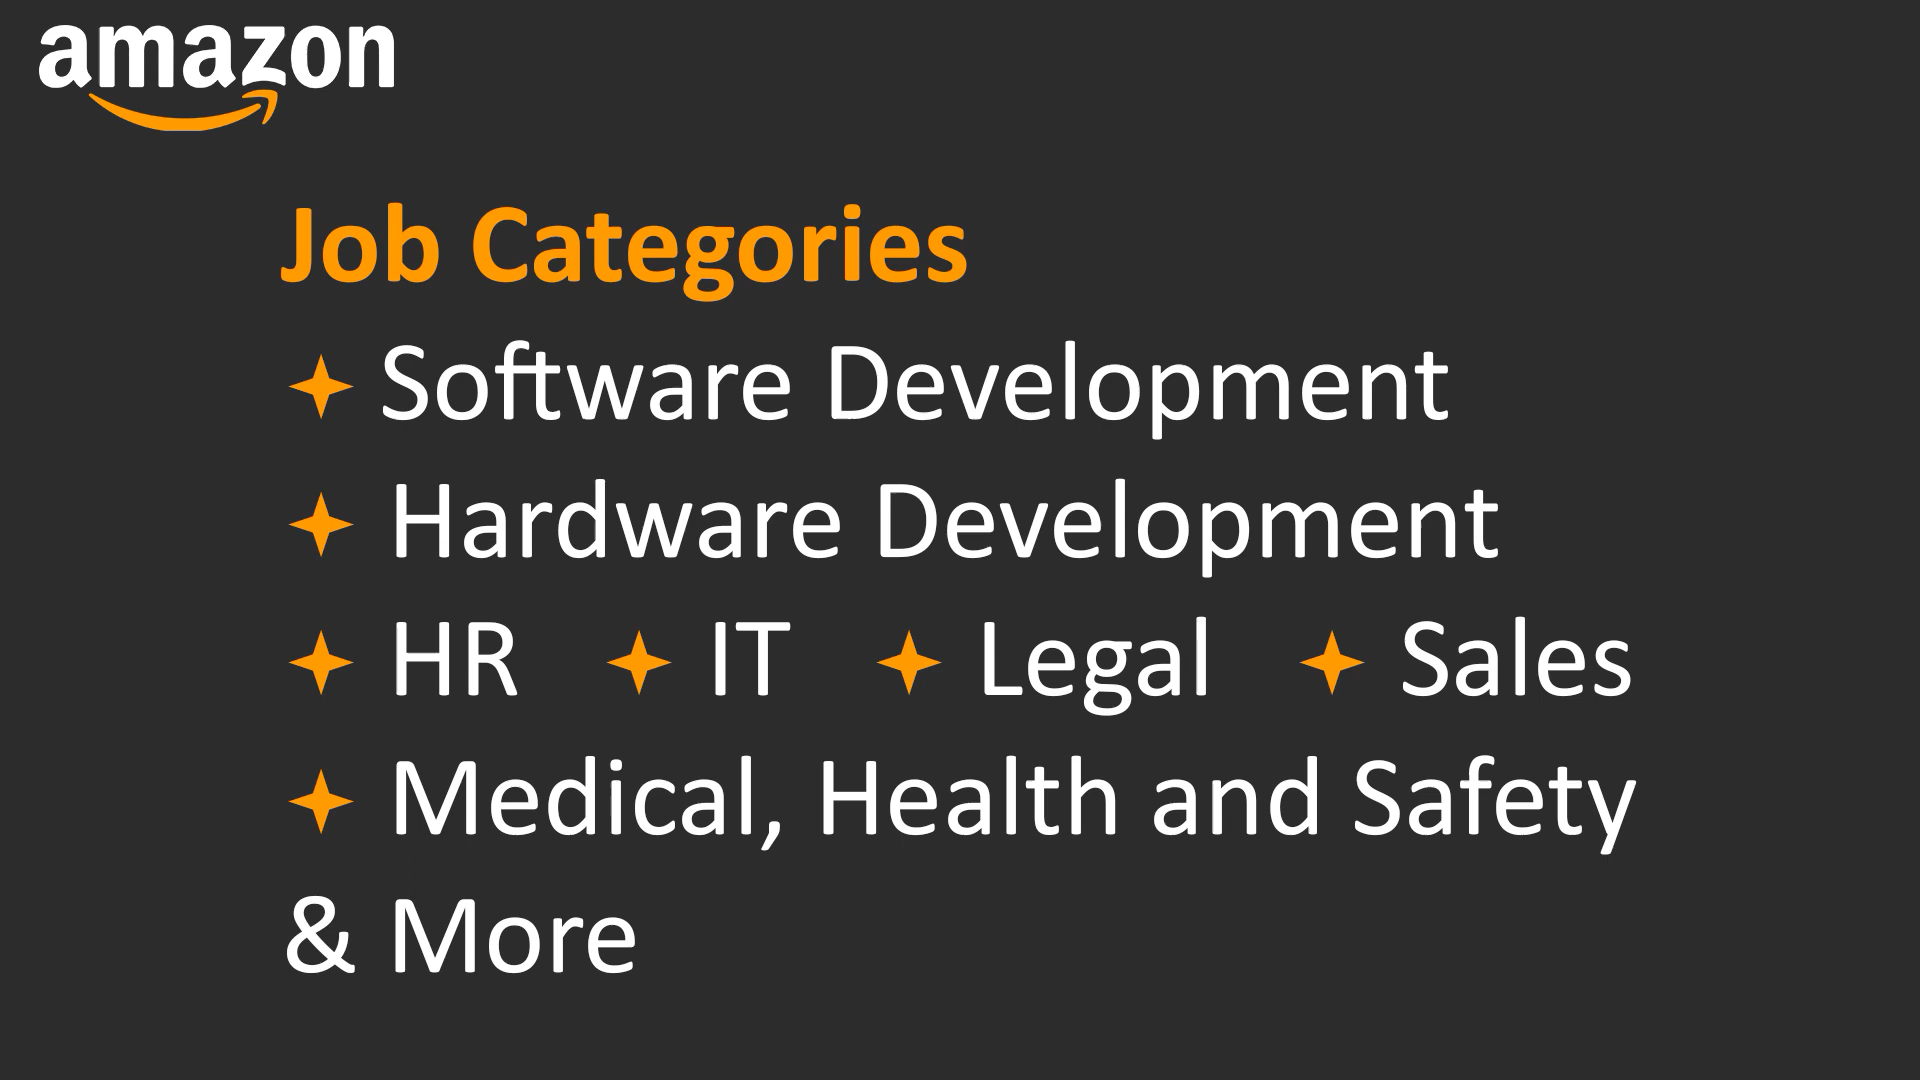 amazon
Job Categories
✦ Software Development
✦ Hardware Development
✦ HR ✦ IT ✦ Legal ✦ Sales
✦ Medical, Health and Safety
& More